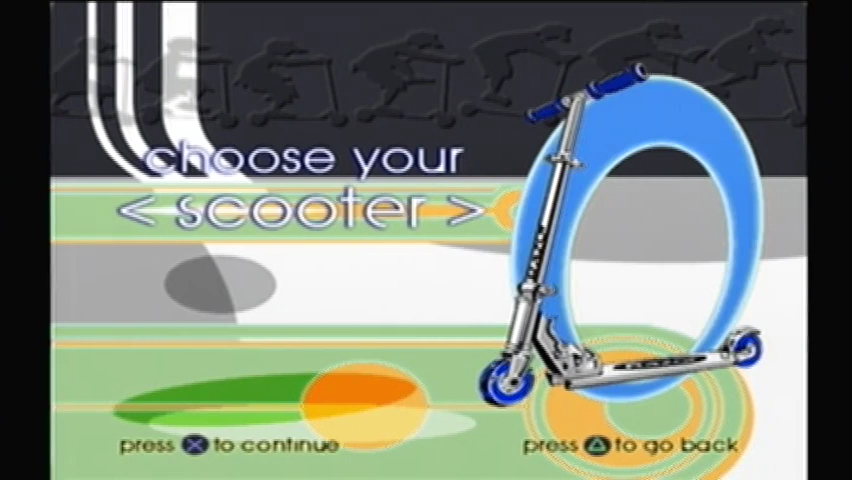 choose your
< scooter >
press ⓧ to continue
press △ to go back